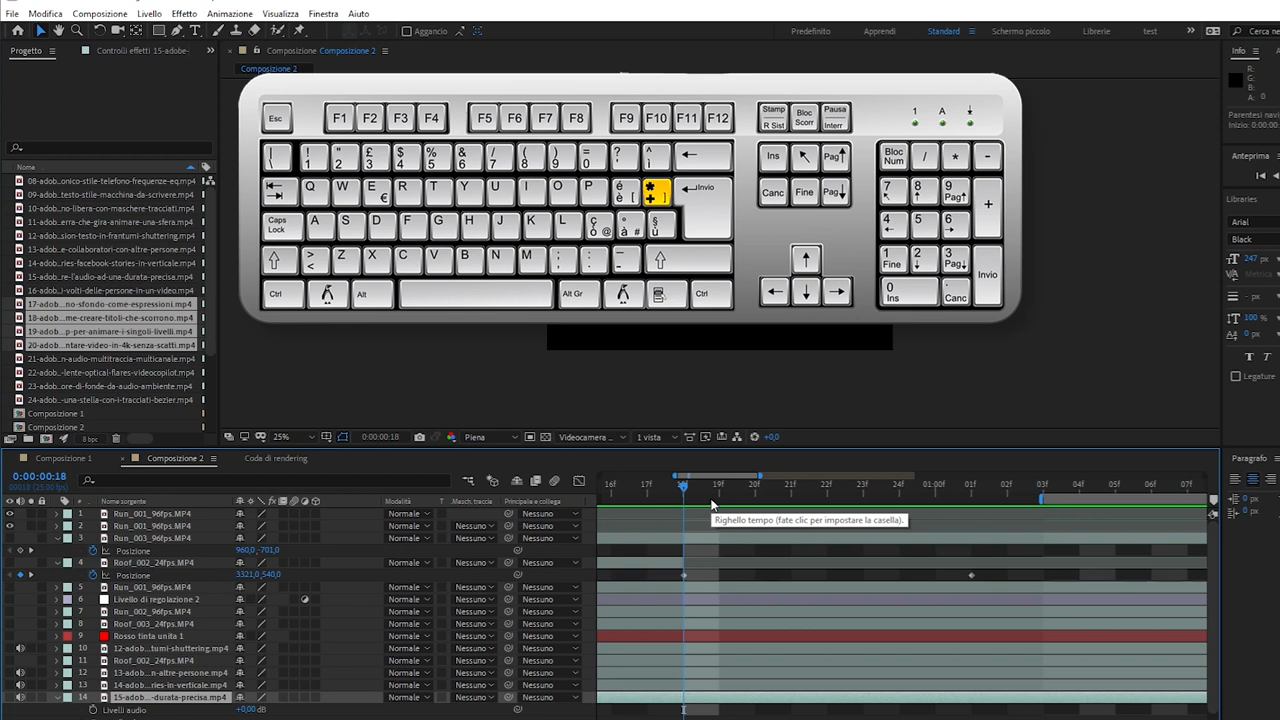 File Modifica Composizione Livello Effetto Animazione Visualizza Finestra Aiuto
Aggancio Predefinito Apprendi Standard Schermo piccolo Librerie test Cerca ne
Progetto Controlli effetti 15-adobe- Composizione Composizione 2 Info
Composizione 2
R:
G:
B:
A: 0
Parentesi navi
Inizio: 0:00:0
Anteprima
Librerie
Arial
Black
247 px
Metrica
- px
100 %
0 px
T T
Legature
Paragrafo
0 px
0 px
Esc F1 F2 F3 F4 F5 F6 F7 F8 F9 F10 F11 F12 Stamp R Sist Bloc Scorr Pausa Interr 1 A
| \ ! 1 " 2 £ 3 $ 4 % 5 & 6 / 7 ( 8 ) 9 = 0 ? ' ^ ì ← Ins ↖ Pag↑ Bloc Num / * -
Q W E € R T Y U I O P é è [ * + ] Invio Canc Fine Pag↓ 7 8 ↑ 9 Pag↑ +
Caps Lock A S D F G H J K L ç ò @ ° à # § ù 4 ← 5 6 →
> < Z X C V B N M ; , : . _ - ↑ 1 Fine 2 ↓ 3 Pag↓ Invio
Ctrl Alt Alt Gr Ctrl ← ↓ → 0 Ins . Canc
Nome
08-adob...onico-stile-telefono-frequenze-eq.mp4
09-adob...testo-stile-macchina-da-scrivere.mp4
10-adob...no-libera-con-maschere-tracciati.mp4
11-adob...erra-che-gira-animare-una-sfera.mp4
12-adob...sion-testo-in-frantumi-shuttering.mp4
13-adob...e-collaboratori-con-altre-persone.mp4
14-adob...ries-facebook-stories-in-verticale.mp4
15-adob...re-l'audio-ad-una-durata-precisa.mp4
16-adob...i-volti-delle-persone-in-video.mp4
17-adob...no-sfondo-come-espressioni.mp4
18-adob...me-creare-titoli-che-scorrono.mp4
19-adob...p-per-animare-i-singoli-livelli.mp4
20-adob...ntare-video-in-4k-senza-scatti.mp4
21-adob...n-audio-multitraccia-multicanale.mp4
22-adob...-lente-optical-flares-videocopilot.mp4
23-adob...ore-di-fonde-da-audio-ambiente.mp4
24-adob...-una-stella-con-i-tracciati-bezier.mp4
Composizione 1
Composizione 2
8 bpc 25% 0:00:00:18 Piena Videocamera ... 1 vista +0,0
Composizione 1 Composizione 2 Coda di rendering
0:00:00:18
16f 17f 18f 19f 20f 21f 22f 23f 24f 01:00f 01f 02f 03f 04f 05f 06f 07f
# Nome sorgente Modalità T Masch. traccia Principale e collega
Righello tempo (fate clic per impostare la casella).
1 Run_001_96fps.MP4 Normale Nessuno
2 Run_001_96fps.MP4 Normale Nessuno Nessuno
3 Run_003_96fps.MP4 Normale Nessuno Nessuno
Posizione 960,0,-701,0
4 Roof_002_24fps.MP4 Normale Nessuno Nessuno
Posizione 3321,0,540,0
5 Run_001_96fps.MP4 Normale Nessuno Nessuno
6 Livello di regolazione 2 Normale Nessuno Nessuno
7 Run_002_96fps.MP4 Normale Nessuno Nessuno
8 Roof_003_24fps.MP4 Normale Nessuno Nessuno
9 Rosso tinta unita 1 Normale Nessuno Nessuno
10 12-adob...tumi-shuttering.mp4 Normale Nessuno Nessuno
11 Roof_002_24fps.MP4 Normale Nessuno Nessuno
12 13-adob...n-altre-persone.mp4 Normale Nessuno Nessuno
13 14-adob...ries-in-verticale.mp4 Normale Nessuno Nessuno
14 15-adob...-durata-precisa.mp4 Normale Nessuno Nessuno
Livelli audio +0,00 dB